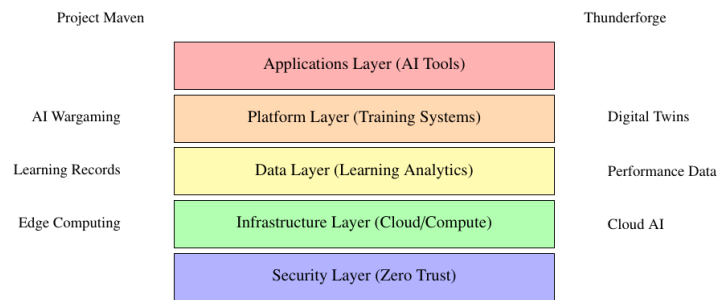 Project Maven
Thunderforge
Applications Layer (AI Tools)
AI Wargaming
Platform Layer (Training Systems)
Digital Twins
Learning Records
Data Layer (Learning Analytics)
Performance Data
Edge Computing
Infrastructure Layer (Cloud/Compute)
Cloud AI
Security Layer (Zero Trust)